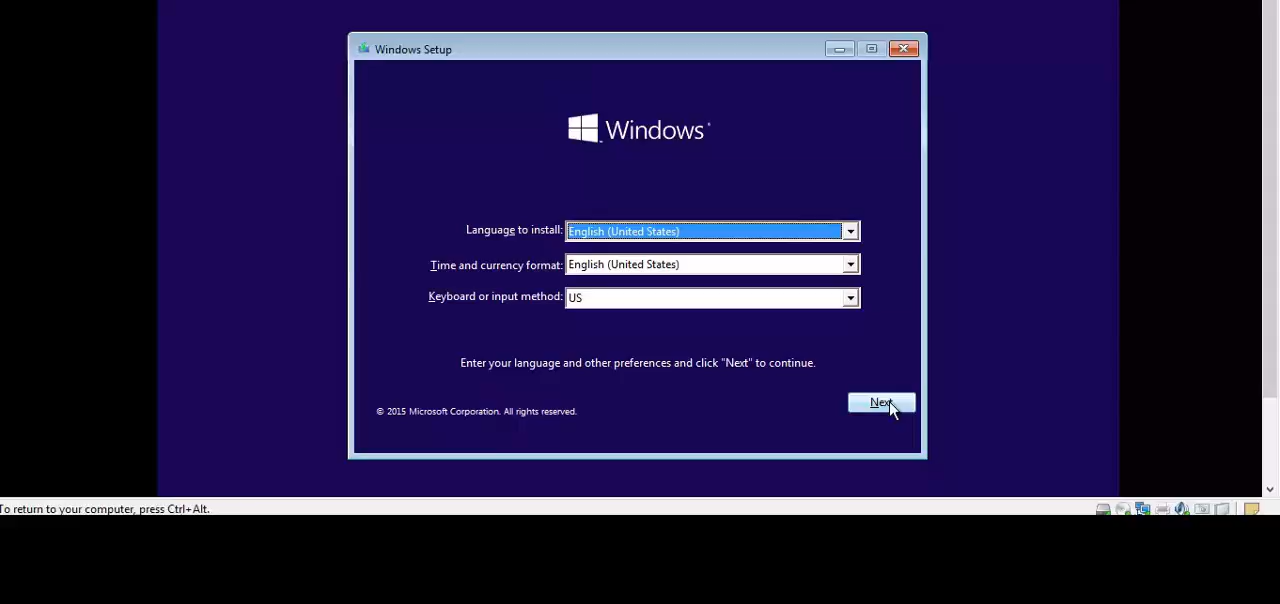 Windows Setup
Windows
Language to install: English (United States)
Time and currency format: English (United States)
Keyboard or input method: US
Enter your language and other preferences and click "Next" to continue.
Next
© 2015 Microsoft Corporation. All rights reserved.
To return to your computer, press Ctrl+Alt.